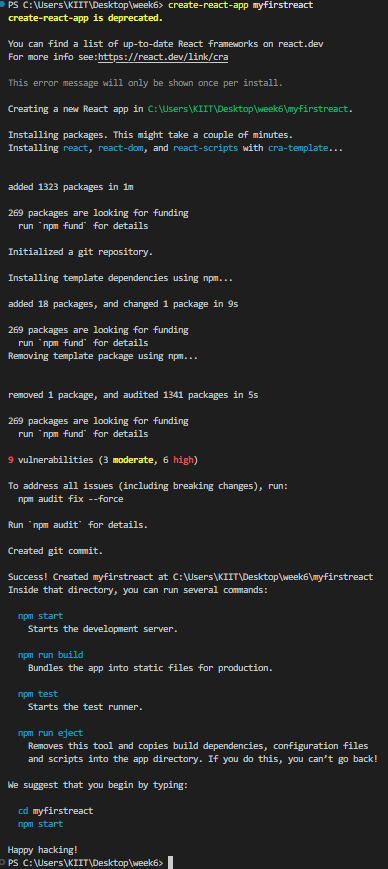 PS C:\Users\KIIT\Desktop\week6> create-react-app myfirstreact
create-react-app is deprecated.
You can find a list of up-to-date React frameworks on react.dev
For more info see:https://react.dev/link/cra
This error message will only be shown once per install.
Creating a new React app in C:\Users\KIIT\Desktop\week6\myfirstreact.
Installing packages. This might take a couple of minutes.
Installing react, react-dom, and react-scripts with cra-template...
added 1323 packages in 1m
269 packages are looking for funding
  run `npm fund` for details
Initialized a git repository.
Installing template dependencies using npm...
added 18 packages, and changed 1 package in 9s
269 packages are looking for funding
  run `npm fund` for details
Removing template package using npm...
removed 1 package, and audited 1341 packages in 5s
269 packages are looking for funding
  run `npm fund` for details
9 vulnerabilities (3 moderate, 6 high)
To address all issues (including breaking changes), run:
  npm audit fix --force
Run `npm audit` for details.
Created git commit.
Success! Created myfirstreact at C:\Users\KIIT\Desktop\week6\myfirstreact
Inside that directory, you can run several commands:
  npm start
    Starts the development server.
  npm run build
    Bundles the app into static files for production.
  npm test
    Starts the test runner.
  npm run eject
    Removes this tool and copies build dependencies, configuration files
    and scripts into the app directory. If you do this, you can’t go back!
We suggest that you begin by typing:
  cd myfirstreact
  npm start
Happy hacking!
PS C:\Users\KIIT\Desktop\week6>